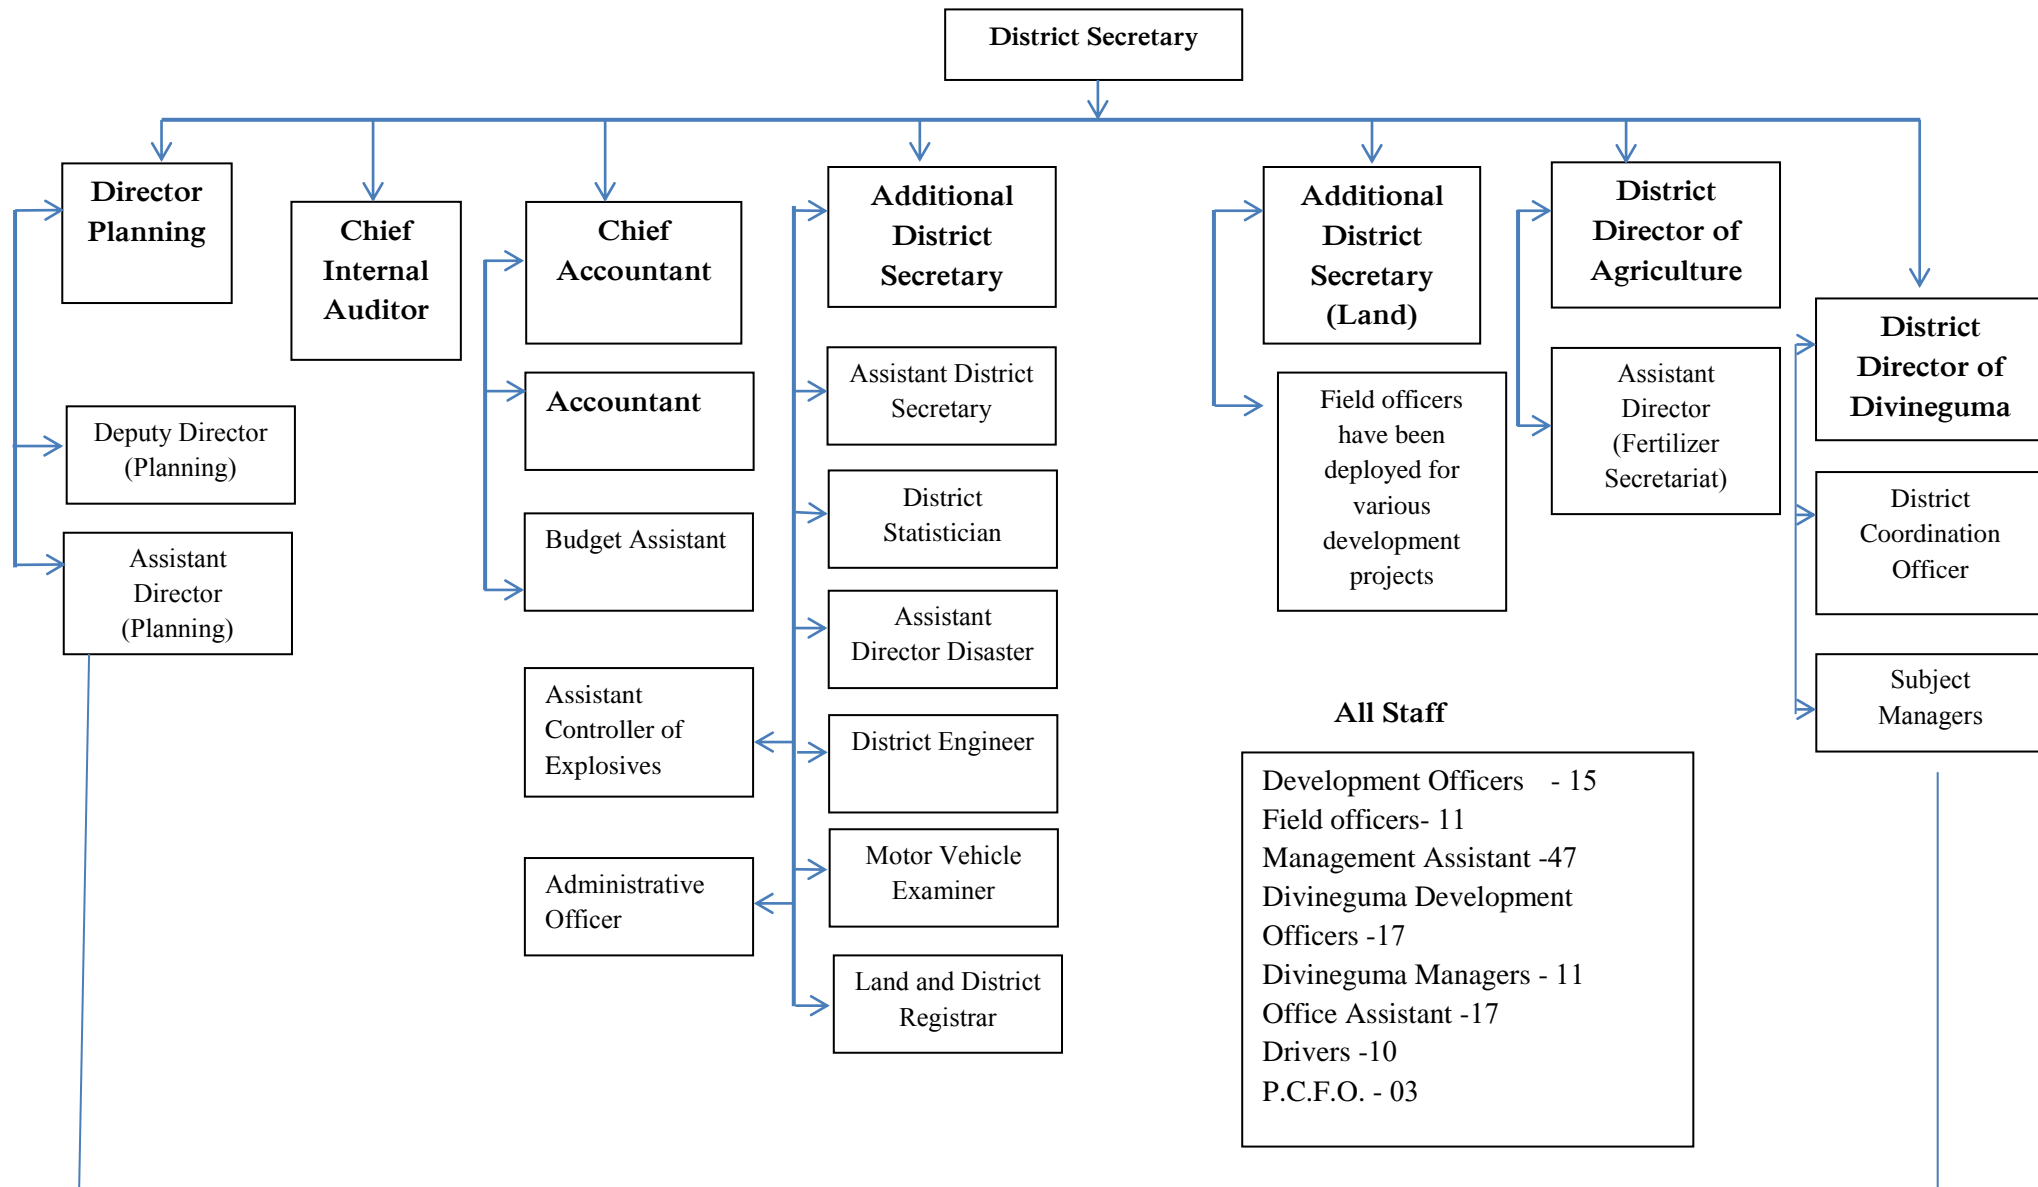 District Secretary
Director
Planning
Chief
Internal
Auditor
Chief
Accountant
Additional
District
Secretary
Additional
District
Secretary
(Land)
District
Director of
Agriculture
District
Director of
Divineguma
Deputy Director
(Planning)
Assistant
Director
(Planning)
Accountant
Budget Assistant
Assistant
Controller of
Explosives
Administrative
Officer
Assistant District
Secretary
District
Statistician
Assistant
Director Disaster
District Engineer
Motor Vehicle
Examiner
Land and District
Registrar
Field officers
have been
deployed for
various
development
projects
Assistant
Director
(Fertilizer
Secretariat)
District
Coordination
Officer
Subject
Managers
All Staff
Development Officers - 15
Field officers- 11
Management Assistant -47
Divineguma Development
Officers -17
Divineguma Managers - 11
Office Assistant -17
Drivers -10
P.C.F.O. - 03